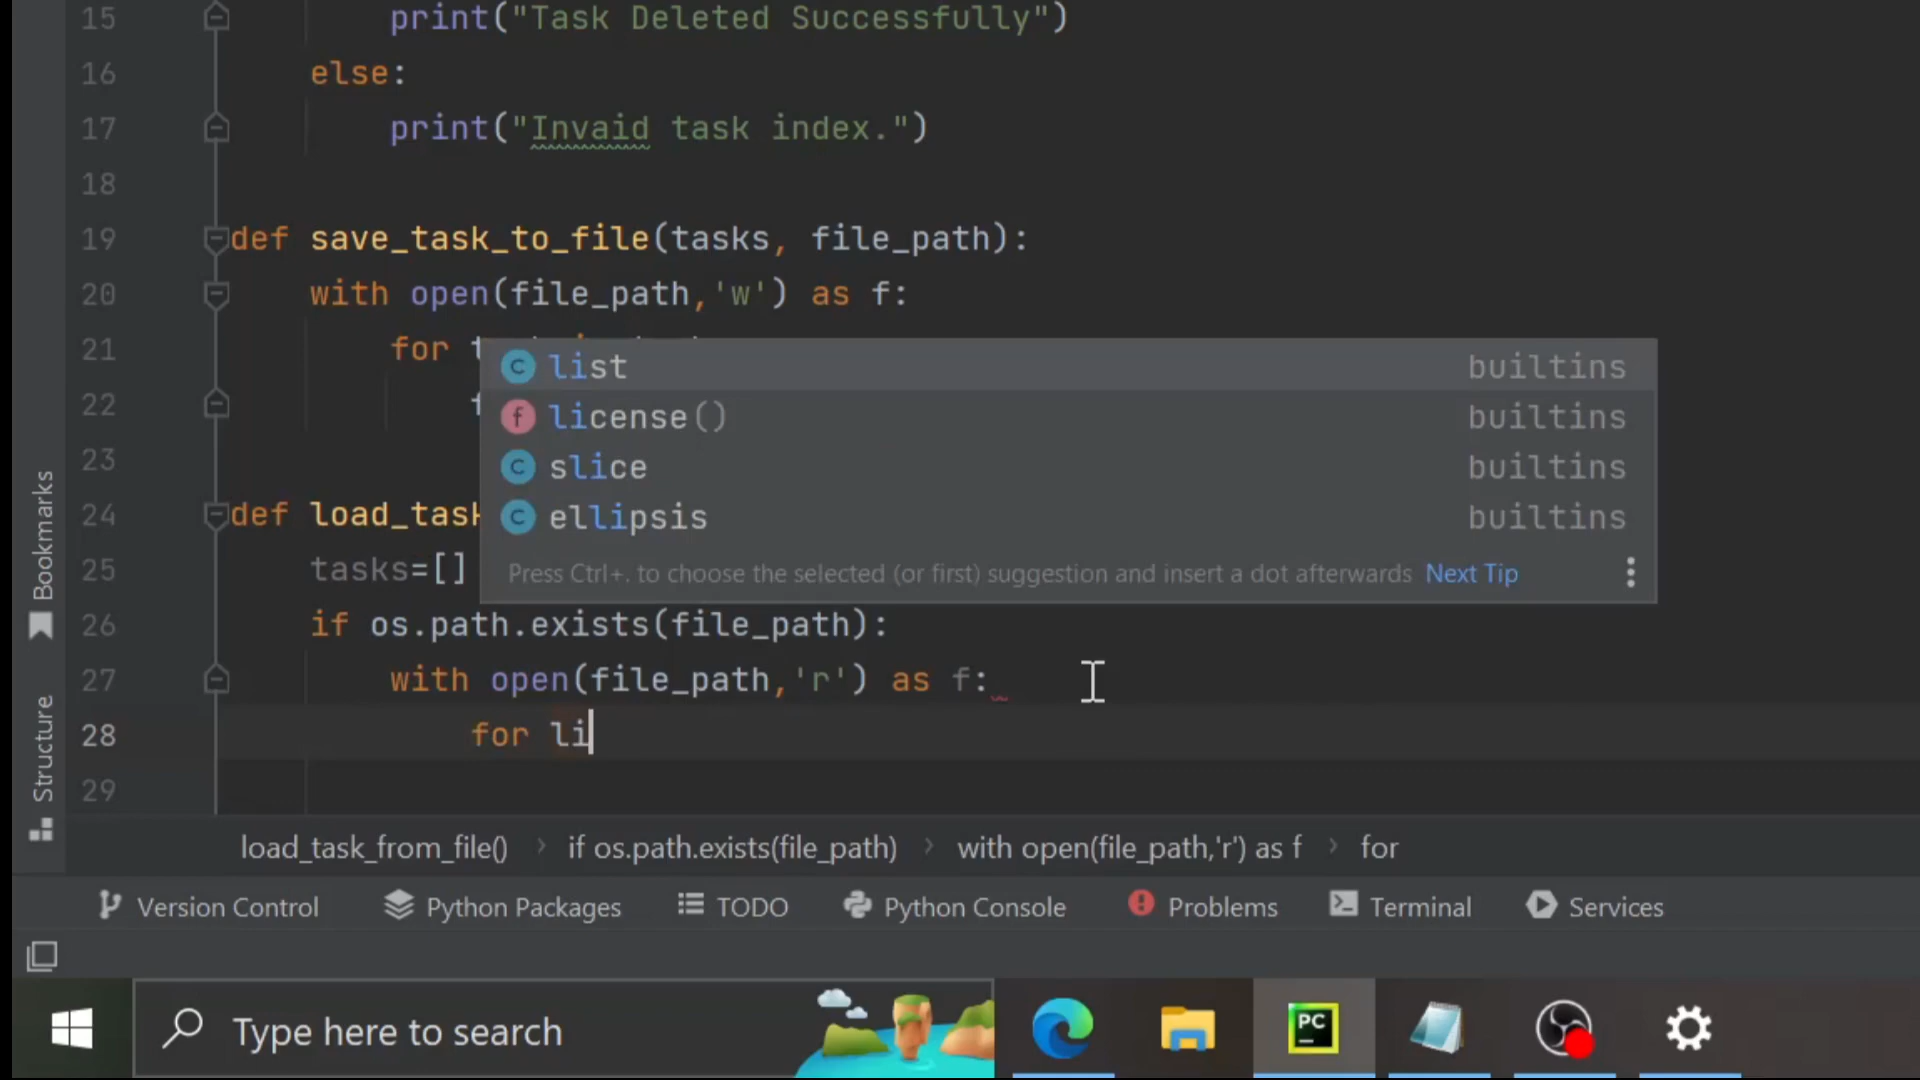 15 print("Task Deleted Successfully")
16 else:
17 print("Invaid task index.")
18
19 def save_task_to_file(tasks, file_path):
20 with open(file_path,'w') as f:
21 for
22
23
24 def load_task
25 tasks=[]
26 if os.path.exists(file_path):
27 with open(file_path,'r') as f:
28 for li
29
list builtins
license() builtins
slice builtins
ellipsis builtins
Press Ctrl+. to choose the selected (or first) suggestion and insert a dot afterwards Next Tip
Bookmarks
Structure
load_task_from_file() › if os.path.exists(file_path) › with open(file_path,'r') as f › for
Version Control Python Packages TODO Python Console Problems Terminal Services
Type here to search
PC